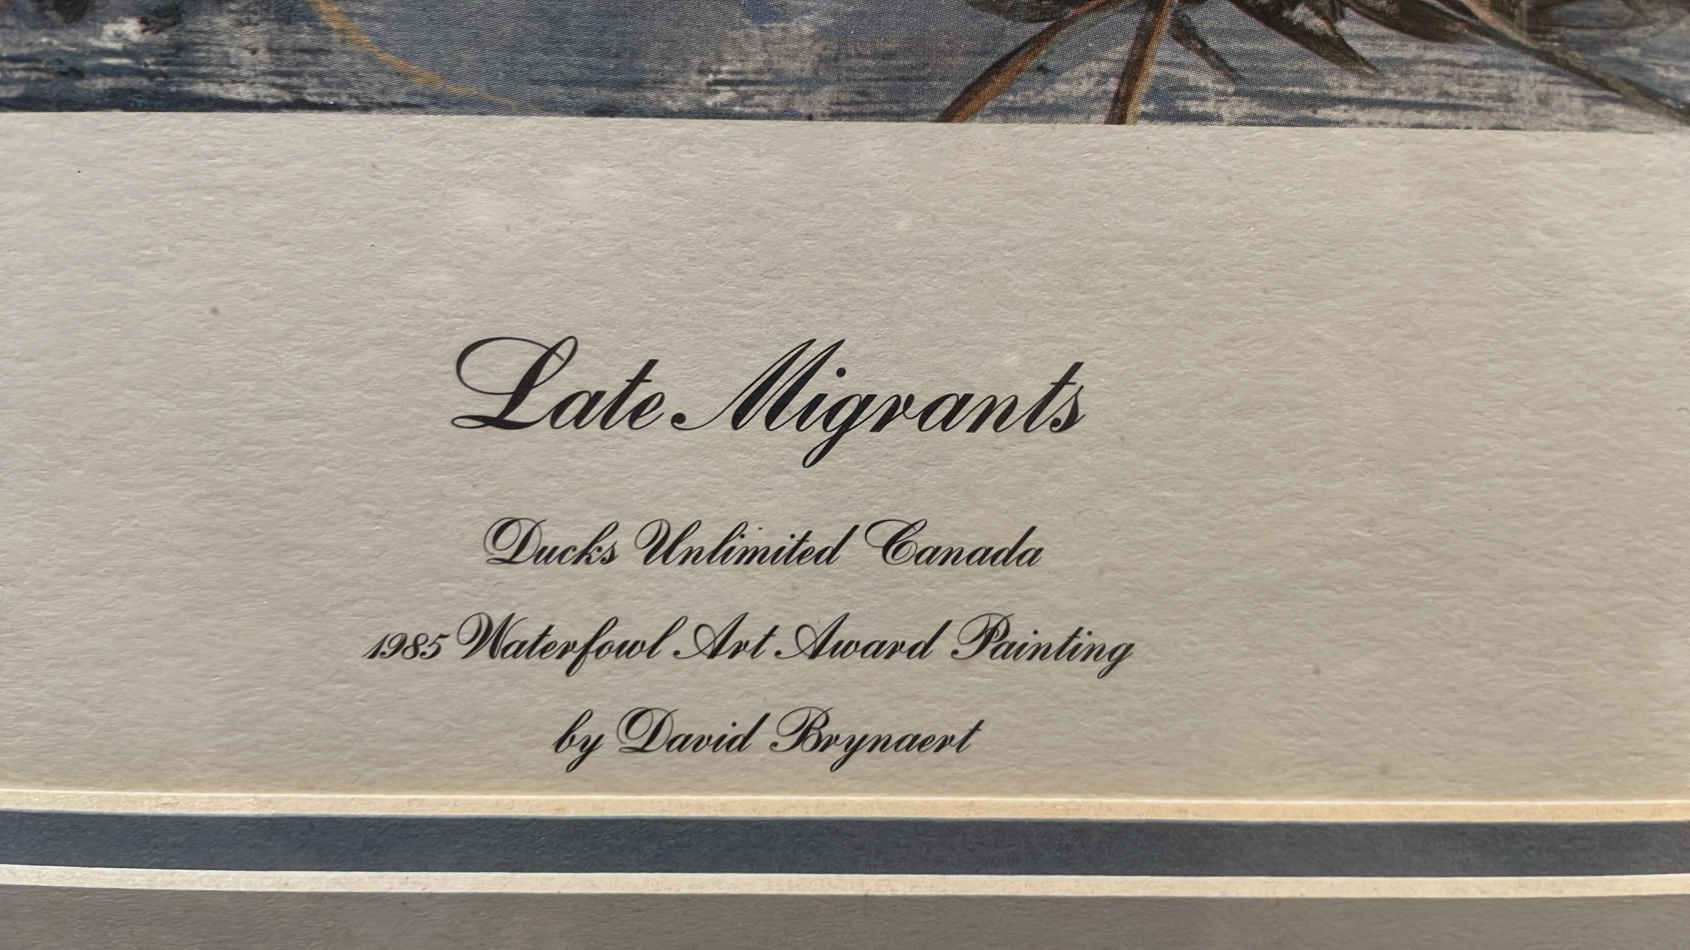 Late Migrants
Ducks Unlimited Canada
1985 Waterfowl Art Award Painting
by David Brynaert